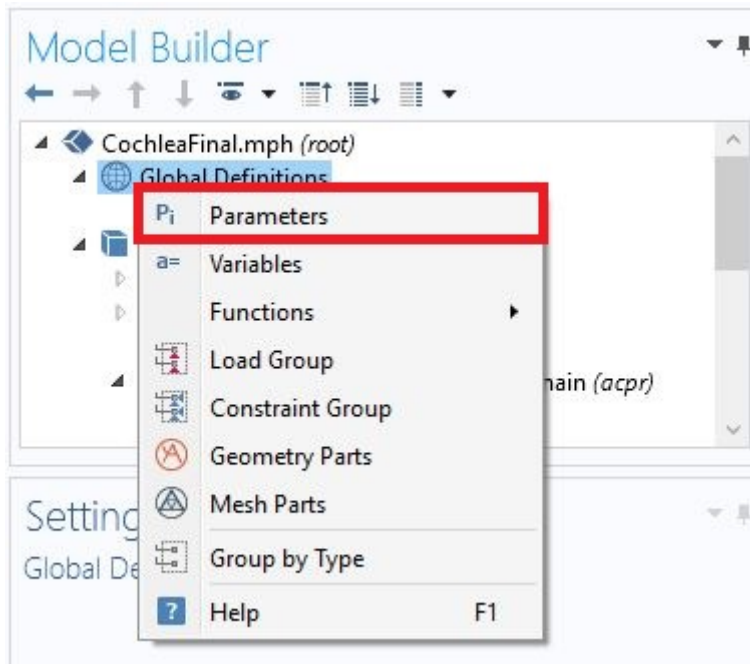 Model Builder
CochleaFinal.mph (root)
Global Definitions
Pi Parameters
a= Variables
Functions
Load Group
main (acpr)
Constraint Group
Geometry Parts
Mesh Parts
Setting
Global De
Group by Type
? Help F1